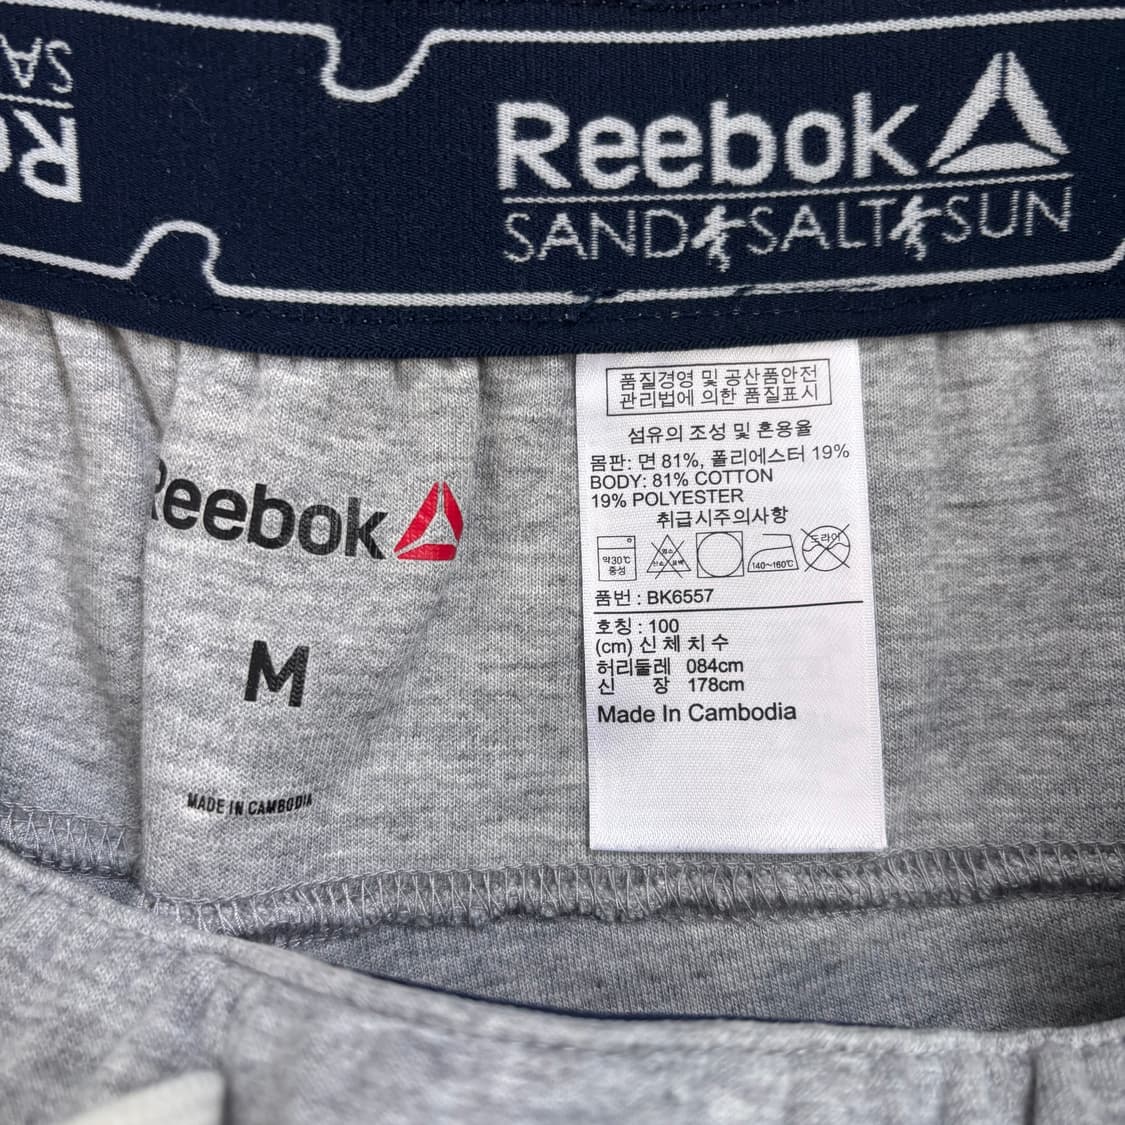 Reebok
SAND SALT SUN
Re
SA
품질경영 및 공산품안전
관리법에 의한 품질표시
섬유의 조성 및 혼용율
몸판: 면 81%, 폴리에스터 19%
BODY: 81% COTTON
19% POLYESTER
취급시주의사항
약30℃
중성
140~160℃
드라이
품번 : BK6557
호칭 : 100
(cm) 신 체 치 수
허리둘레 084cm
신 장 178cm
Made In Cambodia
Reebok
M
MADE IN CAMBODIA